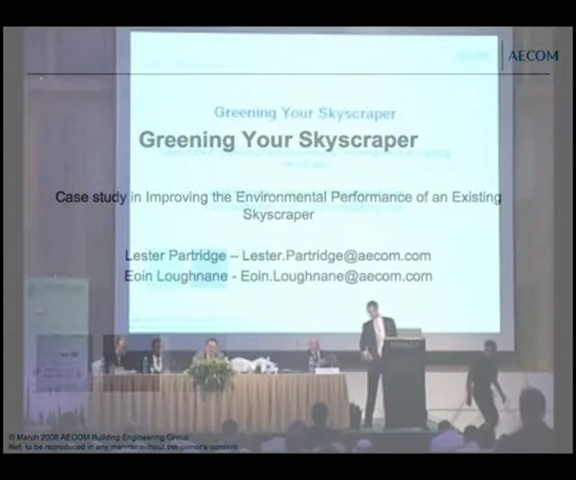 AECOM
Greening Your Skyscraper
Greening Your Skyscraper
Case study in Improving the Environmental Performance of an Existing
Skyscraper
Lester Partridge – Lester.Partridge@aecom.com
Eoin Loughnane - Eoin.Loughnane@aecom.com
© March 2008 AECOM Building Engineering Group
Not to be reproduced in any manner without the owner's consent